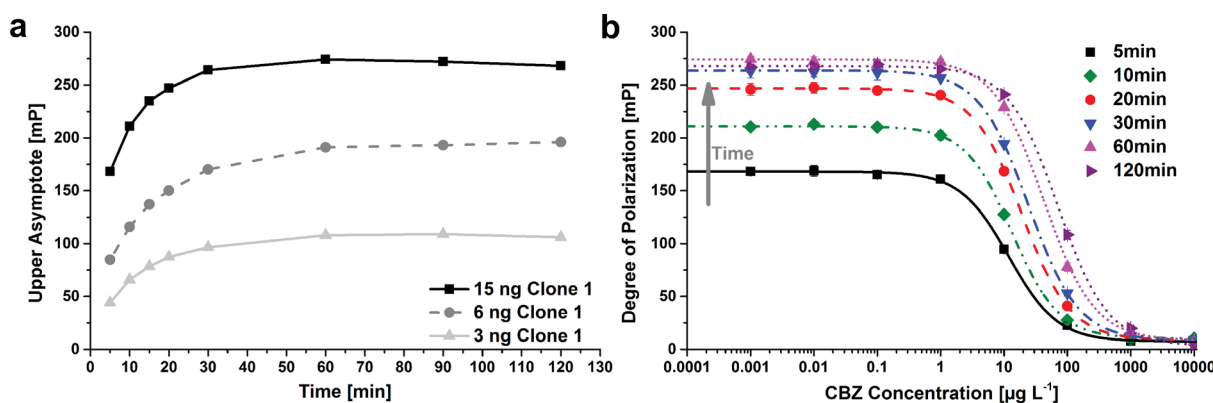 a
Upper Asymptote [mP]
300
250
200
150
100
50
0
0 10 20 30 40 50 60 70 80 90 100 110 120 130
Time [min]
15 ng Clone 1
6 ng Clone 1
3 ng Clone 1
b
Degree of Polarization [mP]
300
250
200
150
100
50
0
0.0001 0.001 0.01 0.1 1 10 100 1000 10000
CBZ Concentration [µg L⁻¹]
Time
5min
10min
20min
30min
60min
120min